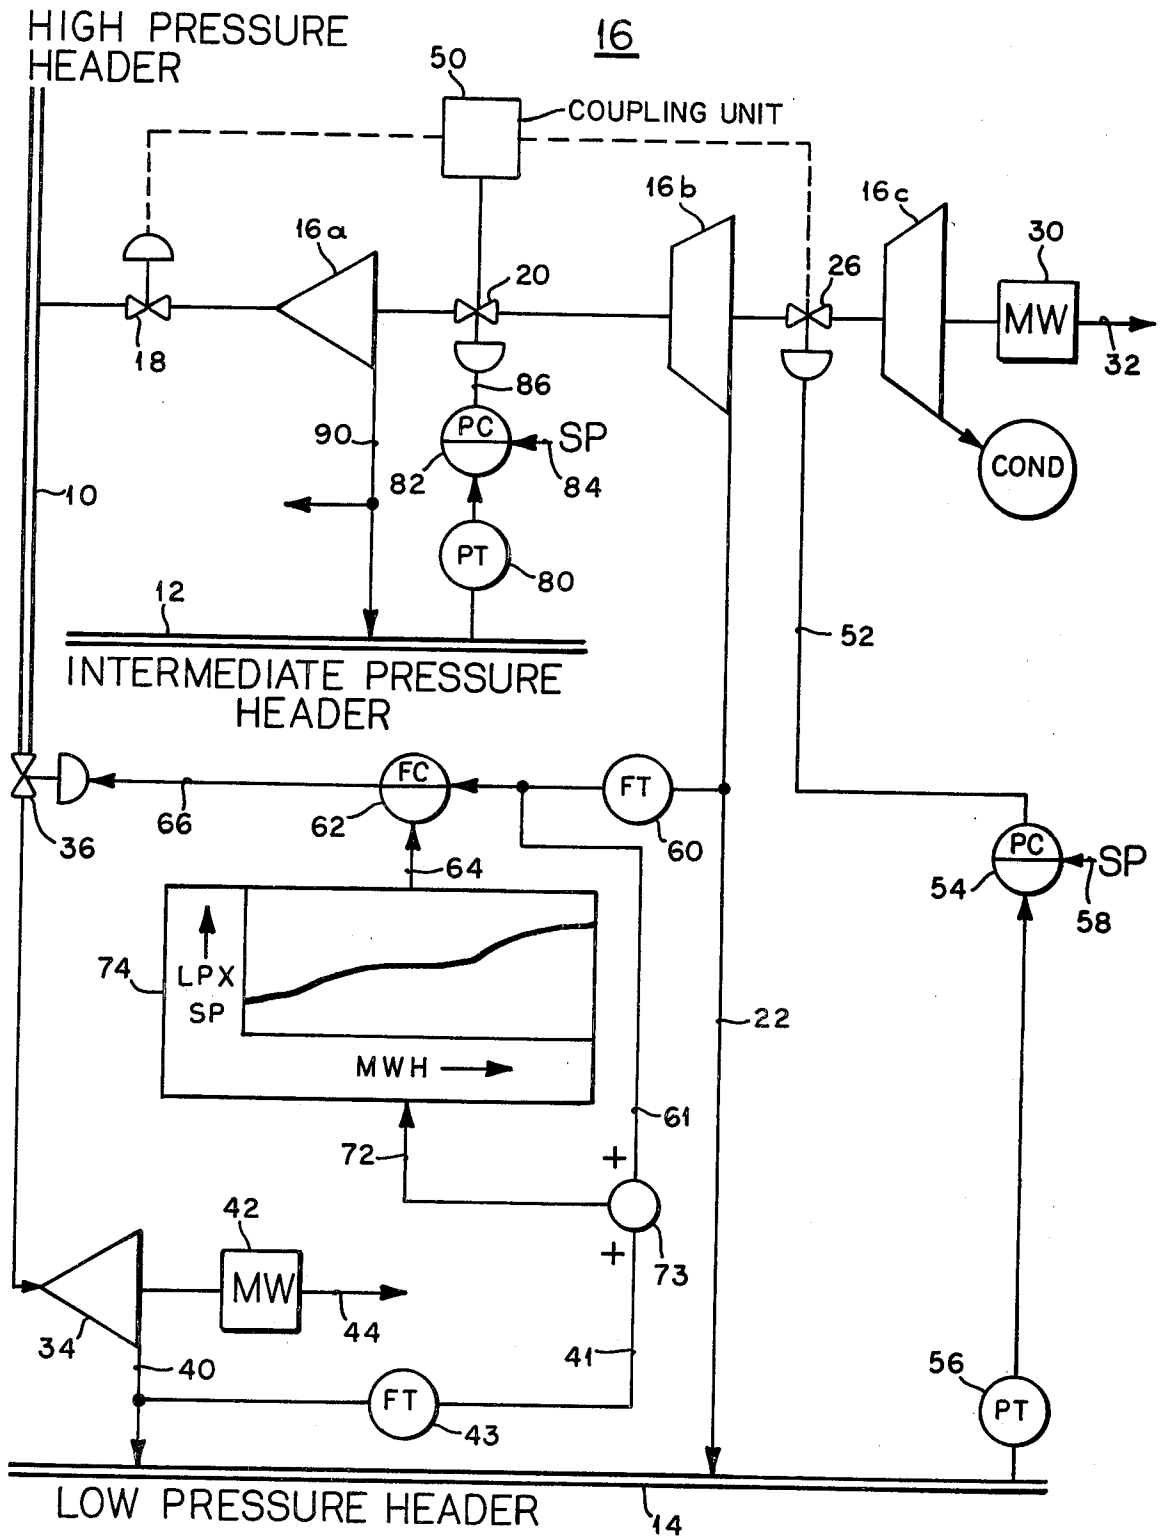 HIGH PRESSURE
HEADER
16
50
COUPLING UNIT
16b
16c
16a
30
20
26
MW
18
32
86
90
PC
SP
COND
82
84
10
PT
80
12
52
INTERMEDIATE PRESSURE
HEADER
FC
FT
66
62
60
36
64
PC
SP
54
58
74
LPX
SP
22
MWH
61
72
+
42
+
73
MW
34
44
41
40
56
FT
PT
43
LOW PRESSURE HEADER
14